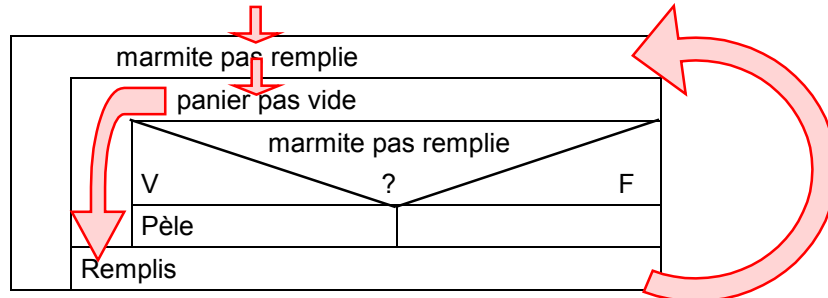 marmite pas remplie
panier pas vide
marmite pas remplie
V ? F
Pèle
Remplis